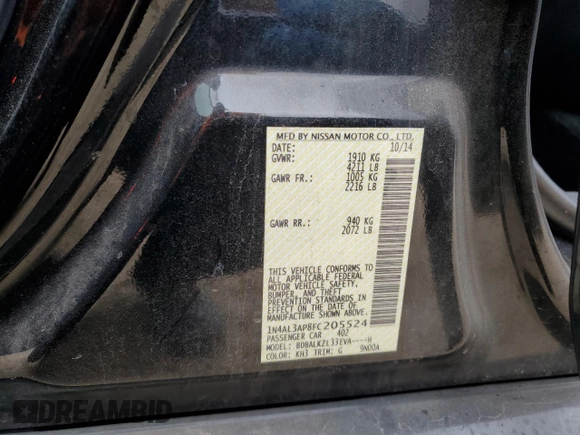 MFD BY NISSAN MOTOR CO., LTD.
DATE: 10/14
GVWR: 1910 KG
4211 LB
GAWR FR.: 1005 KG
2216 LB
GAWR RR.: 940 KG
2072 LB
THIS VEHICLE CONFORMS TO
ALL APPLICABLE FEDERAL
MOTOR VEHICLE SAFETY,
BUMPER, AND THEFT
PREVENTION STANDARDS IN
EFFECT ON THE DATE OF
MANUFACTURE SHOWN ABOVE.
1N4AL3AP8FC205524
PASSENGER CAR 402
MODEL: BDBALKZL33EVA----H
COLOR: KH3 TRIM: G 9N00A
DREAMBID